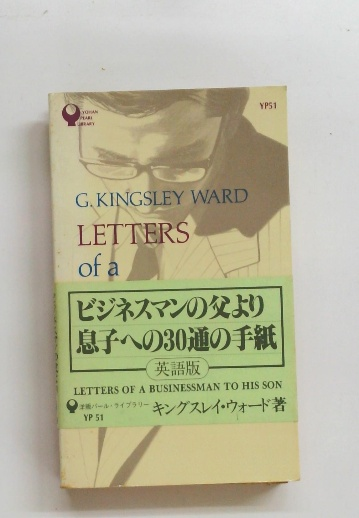 YOHAN
PEARL
LIBRARY
YP51
G. KINGSLEY WARD
LETTERS
of a
ビジネスマンの父より
息子への30通の手紙
英語版
LETTERS OF A BUSINESSMAN TO HIS SON
洋販パール・ライブラリー
キングスレイ・ウォード著
YP 51